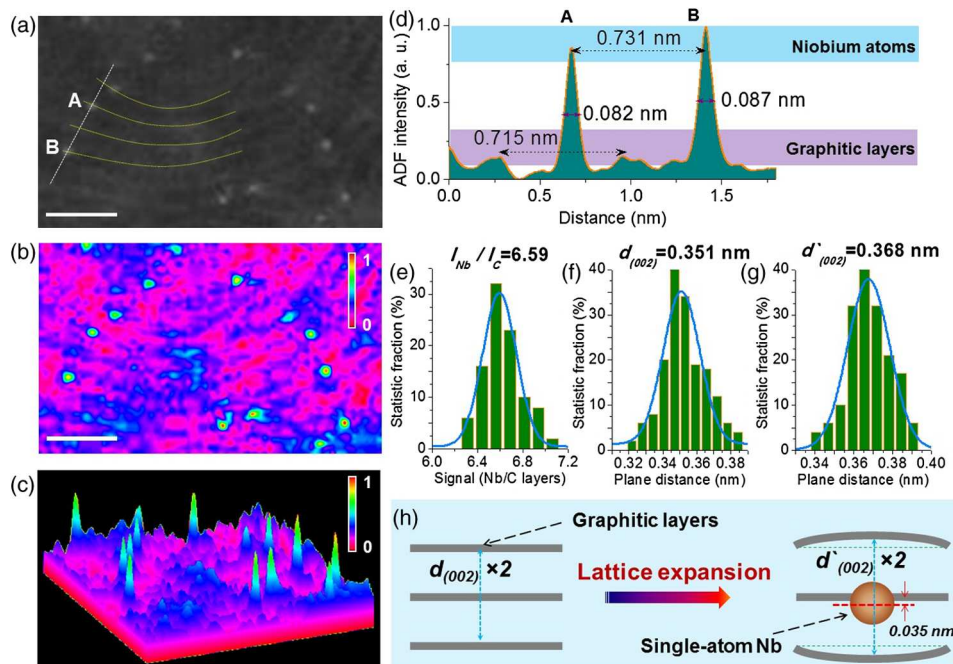 (a)
A
B
(b)
1
0
(c)
1
0
(d)
A
B
ADF intensity (a. u.)
1.0
0.5
0.0
0.731 nm
Niobium atoms
0.082 nm
0.087 nm
0.715 nm
Graphitic layers
0.0
0.5
1.0
1.5
Distance (nm)
(e)
I_Nb / I_C=6.59
Statistic fraction (%)
30
20
10
0
6.0
6.4
6.8
7.2
Signal (Nb/C layers)
(f)
d(002)=0.351 nm
Statistic fraction (%)
40
30
20
10
0
0.32
0.34
0.36
0.38
Plane distance (nm)
(g)
d`(002)=0.368 nm
Statistic fraction (%)
40
30
20
10
0
0.34
0.36
0.38
0.40
Plane distance (nm)
(h)
Graphitic layers
d(002) ×2
Lattice expansion
Single-atom Nb
d`(002) ×2
0.035 nm